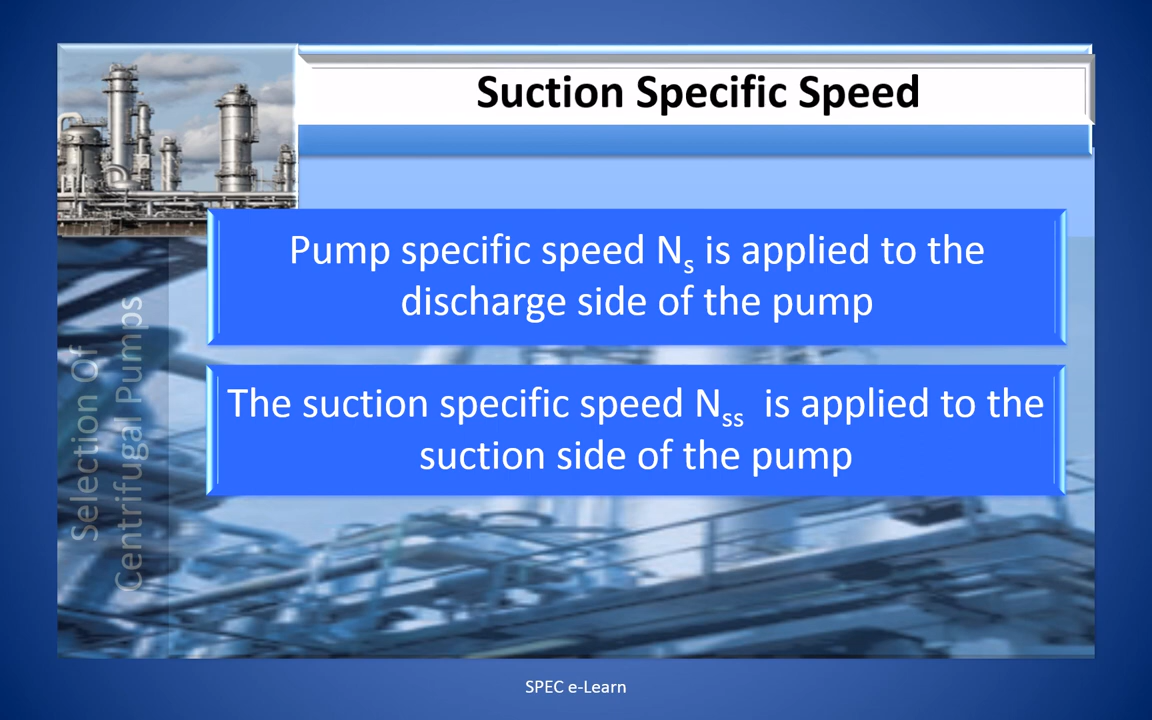 Suction Specific Speed
Pump specific speed Ns is applied to the
discharge side of the pump
The suction specific speed Nss is applied to the
suction side of the pump
Selection Of
Centrifugal Pumps
SPEC e-Learn